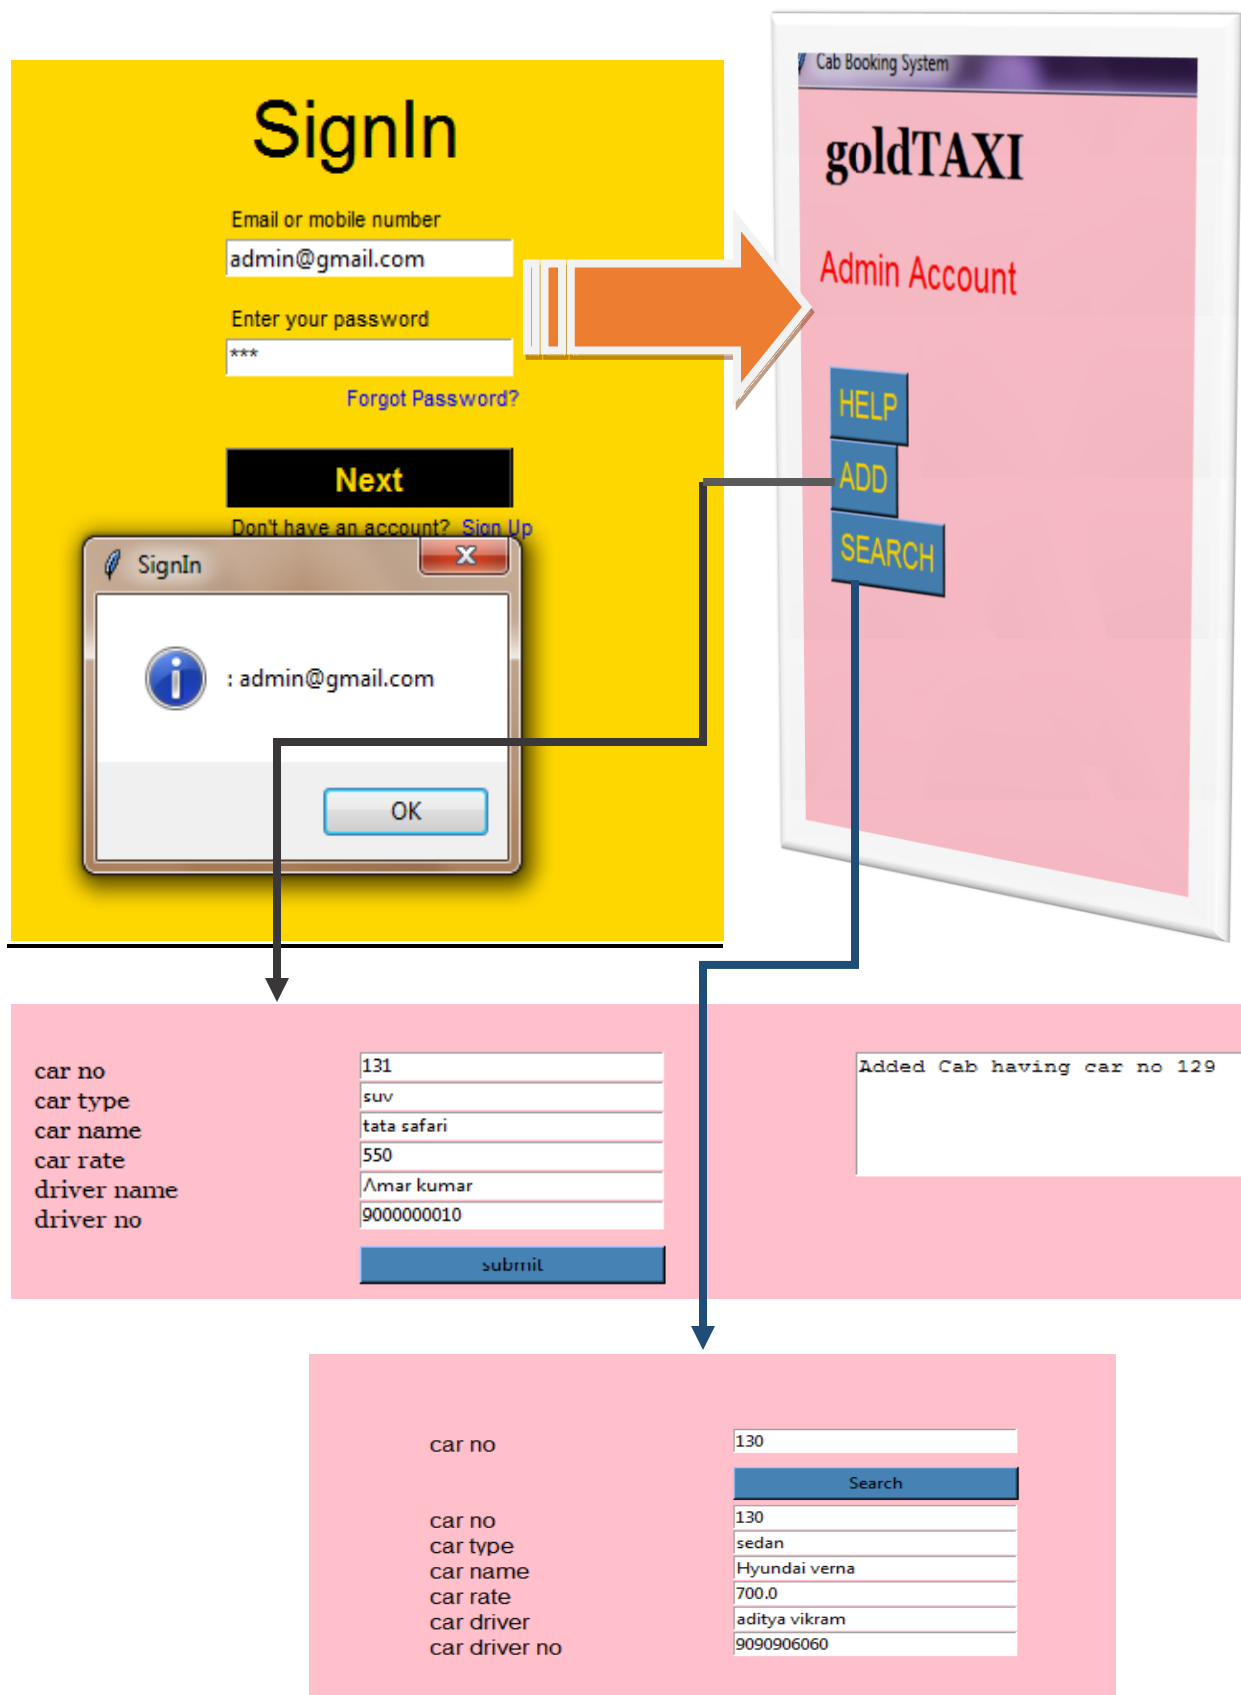 SignIn
Email or mobile number
admin@gmail.com
Enter your password
***
Forgot Password?
Next
Don't have an account? Sign Up
SignIn
: admin@gmail.com
OK
Cab Booking System
goldTAXI
Admin Account
HELP
ADD
SEARCH
car no 131
car type suv
car name tata safari
car rate 550
driver name Amar kumar
driver no 9000000010
submit
Added Cab having car no 129
car no 130
Search
car no 130
car type sedan
car name Hyundai verna
car rate 700.0
car driver aditya vikram
car driver no 9090906060